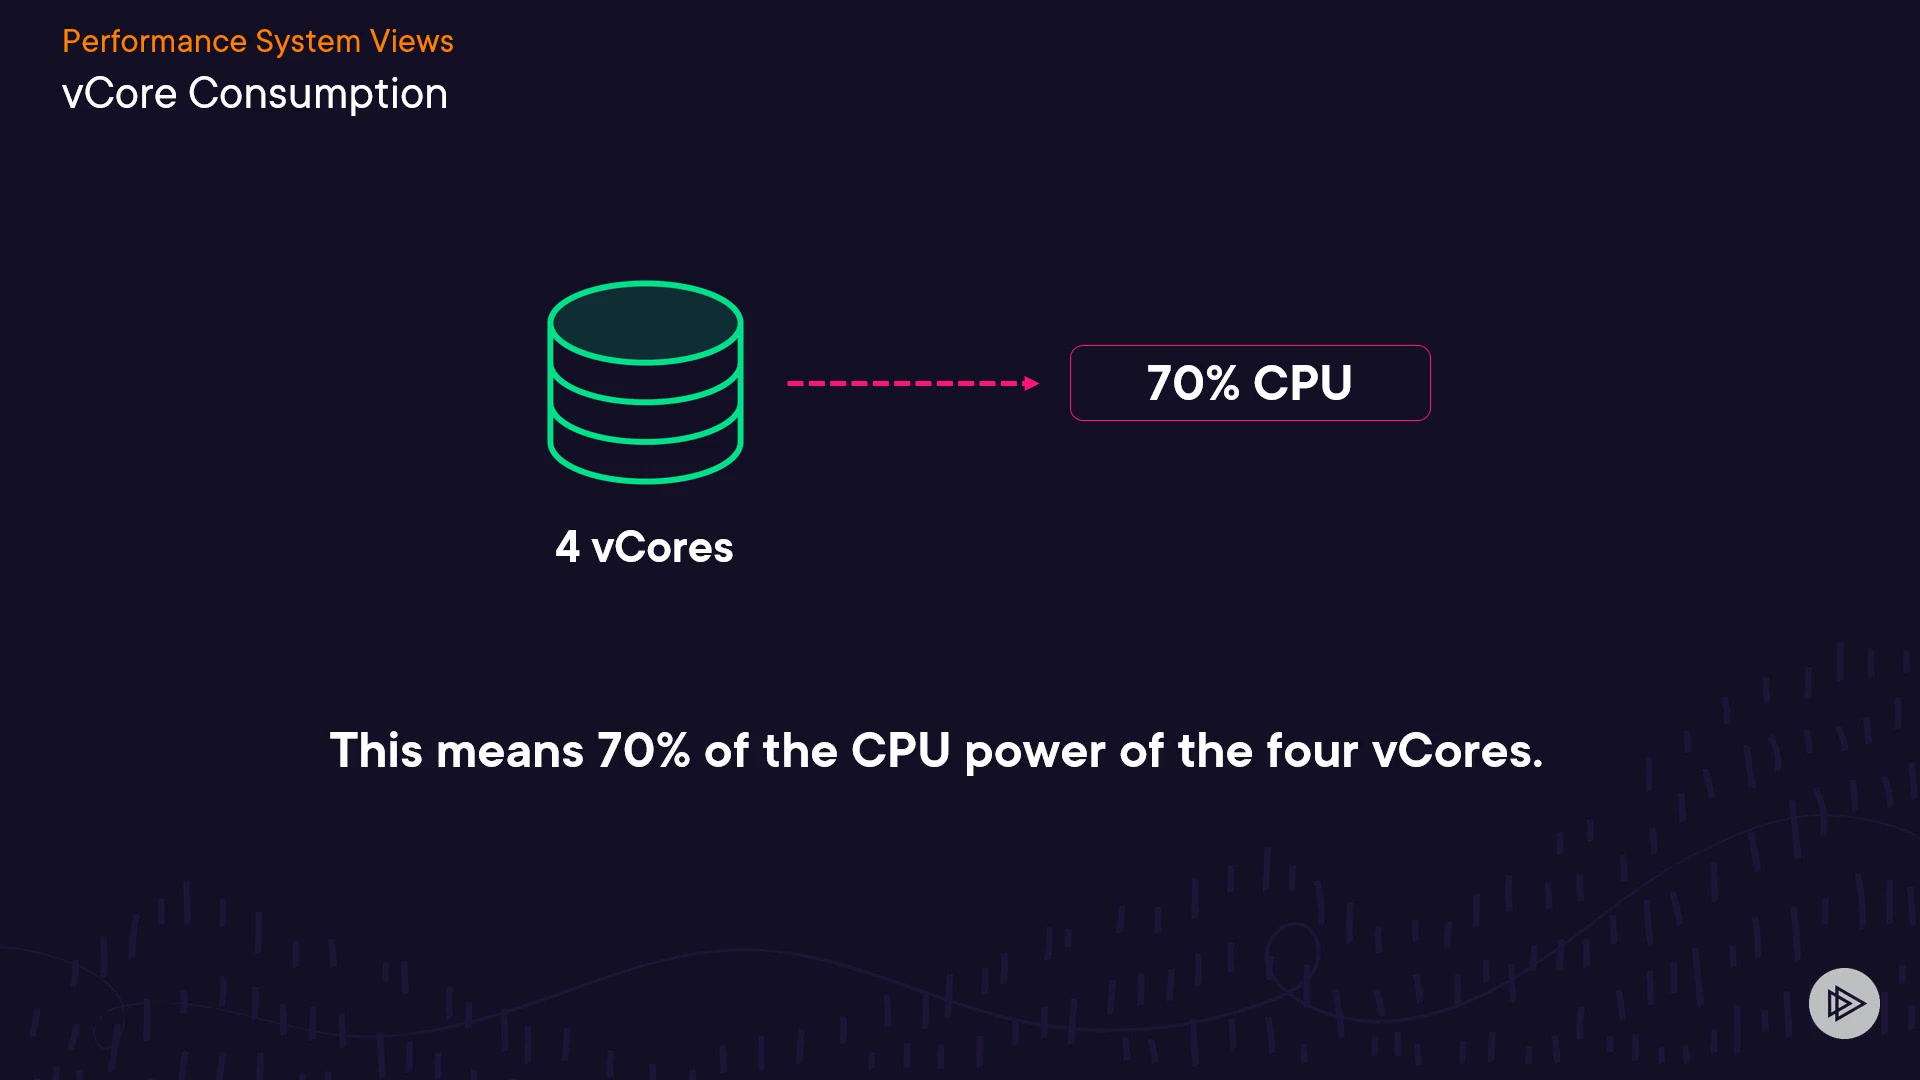 Performance System Views
vCore Consumption
70% CPU
4 vCores
This means 70% of the CPU power of the four vCores.